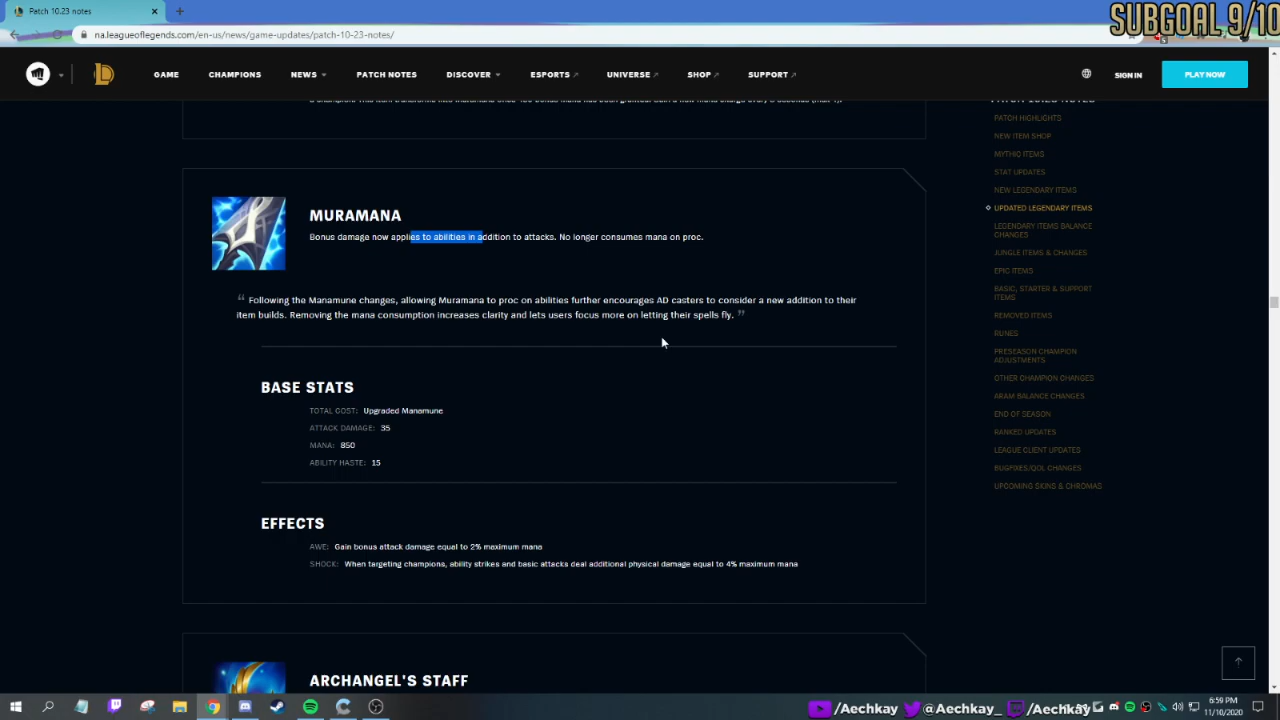 Patch 10.23 notes
SUBGOAL 9/10
na.leagueoflegends.com/en-us/news/game-updates/patch-10-23-notes/
GAME
CHAMPIONS
NEWS
PATCH NOTES
DISCOVER
ESPORTS
UNIVERSE
SHOP
SUPPORT
SIGN IN
PLAY NOW
MURAMANA
Bonus damage now applies to abilities in addition to attacks. No longer consumes mana on proc.
“ Following the Manamune changes, allowing Muramana to proc on abilities further encourages AD casters to consider a new addition to their
item builds. Removing the mana consumption increases clarity and lets users focus more on letting their spells fly. ”
BASE STATS
TOTAL COST: Upgraded Manamune
ATTACK DAMAGE: 35
MANA: 850
ABILITY HASTE: 15
EFFECTS
AWE: Gain bonus attack damage equal to 2% maximum mana
SHOCK: When targeting champions, ability strikes and basic attacks deal additional physical damage equal to 4% maximum mana
ARCHANGEL'S STAFF
PATCH 10.23 NOTES
PATCH HIGHLIGHTS
NEW ITEM SHOP
MYTHIC ITEMS
STAT UPDATES
NEW LEGENDARY ITEMS
UPDATED LEGENDARY ITEMS
LEGENDARY ITEMS BALANCE
CHANGES
JUNGLE ITEMS & CHANGES
EPIC ITEMS
BASIC, STARTER & SUPPORT
ITEMS
REMOVED ITEMS
RUNES
PRESEASON CHAMPION
ADJUSTMENTS
OTHER CHAMPION CHANGES
ARAM BALANCE CHANGES
END OF SEASON
RANKED UPDATES
LEAGUE CLIENT UPDATES
BUGFIXES/QOL CHANGES
UPCOMING SKINS & CHROMAS
/Aechkay
@Aechkay_
/Aechkay
6:59 PM
11/10/2020